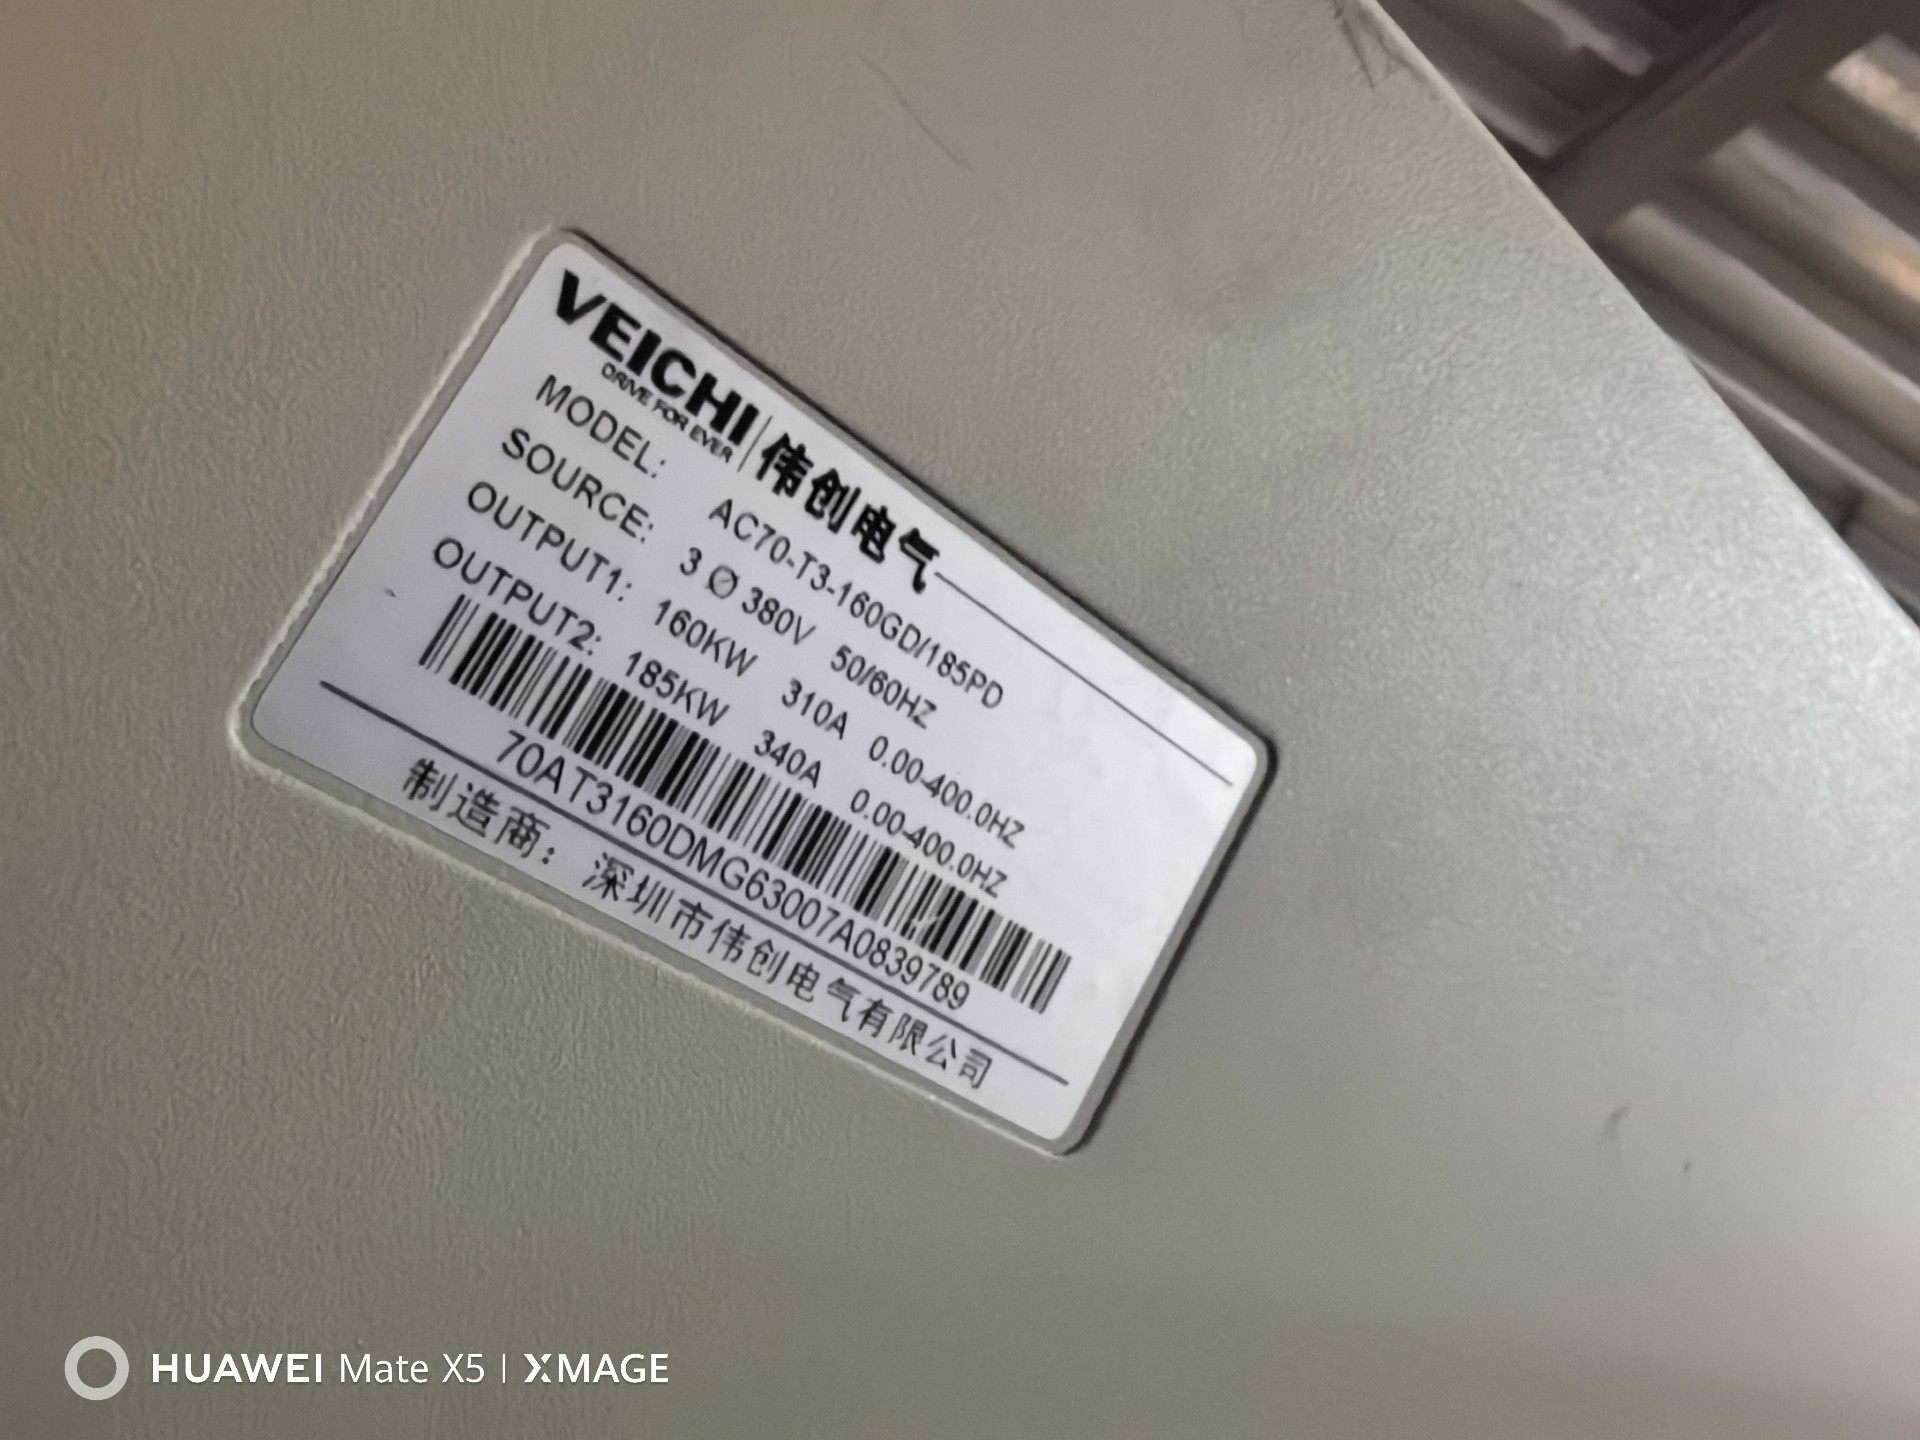 VEICHI 伟创电气
DRIVE FOR EVER
MODEL: AC70-T3-160GD/185PD
SOURCE: 3 Ø 380V 50/60HZ
OUTPUT1: 160KW 310A 0.00-400.0HZ
OUTPUT2: 185KW 340A 0.00-400.0HZ
70AT3160DMG63007A0839789
制造商：深圳市伟创电气有限公司
HUAWEI Mate X5 | XMAGE